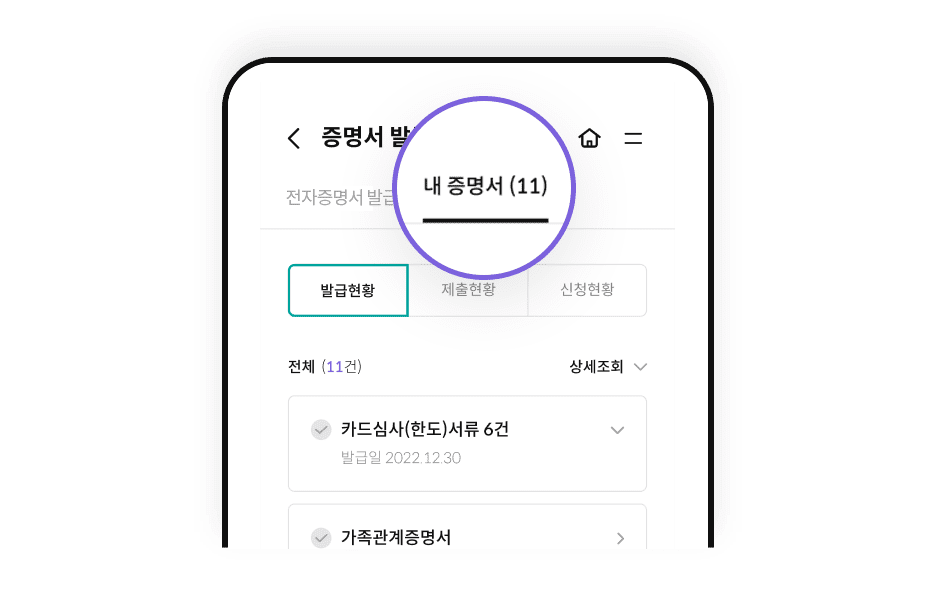 증명서 발
전자증명서 발급
내 증명서 (11)
발급현황
제출현황
신청현황
전체 (11건)
상세조회
카드심사(한도)서류 6건
발급일 2022.12.30
가족관계증명서